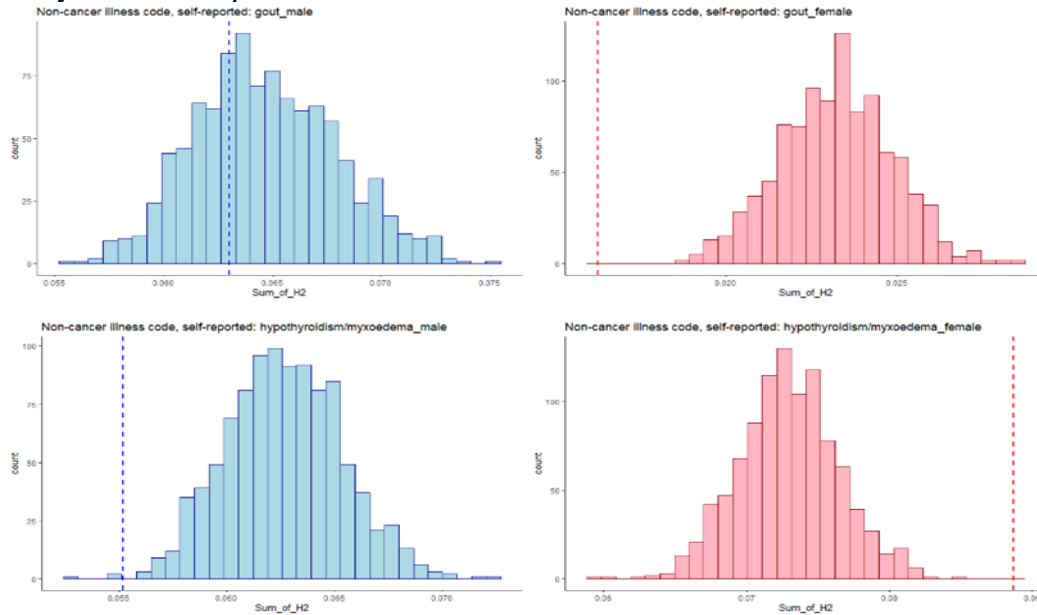 Non-cancer illness code, self-reported: gout_male
75
50
25
0
count
0.055 0.060 0.065 0.070 0.075
Sum_of_H2
Non-cancer illness code, self-reported: gout_female
100
50
0
count
0.020 0.025
Sum_of_H2
Non-cancer illness code, self-reported: hypothyroidism/myxoedema_male
100
75
50
25
0
count
0.055 0.060 0.065 0.070
Sum_of_H2
Non-cancer illness code, self-reported: hypothyroidism/myxoedema_female
100
50
0
count
0.07 0.08
Sum_of_H2